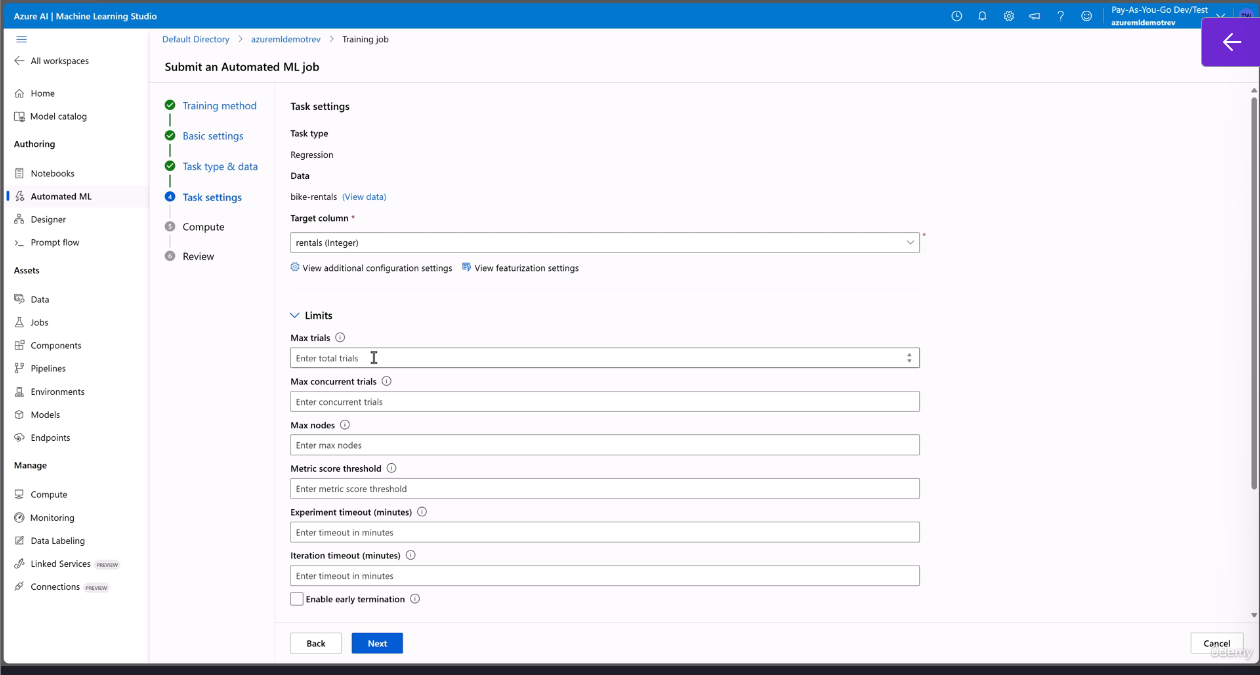 Azure AI | Machine Learning Studio
Pay-As-You-Go Dev/Test
azuremldemotrev
Default Directory > azuremldemotrev > Training job
All workspaces
Home
Model catalog
Authoring
Notebooks
Automated ML
Designer
Prompt flow
Assets
Data
Jobs
Components
Pipelines
Environments
Models
Endpoints
Manage
Compute
Monitoring
Data Labeling
Linked Services PREVIEW
Connections PREVIEW
Submit an Automated ML job
Training method
Basic settings
Task type & data
4 Task settings
5 Compute
6 Review
Task settings
Task type
Regression
Data
bike-rentals (View data)
Target column *
rentals (Integer) *
View additional configuration settings View featurization settings
Limits
Max trials
Enter total trials
Max concurrent trials
Enter concurrent trials
Max nodes
Enter max nodes
Metric score threshold
Enter metric score threshold
Experiment timeout (minutes)
Enter timeout in minutes
Iteration timeout (minutes)
Enter timeout in minutes
Enable early termination
Back Next Cancel
udemy